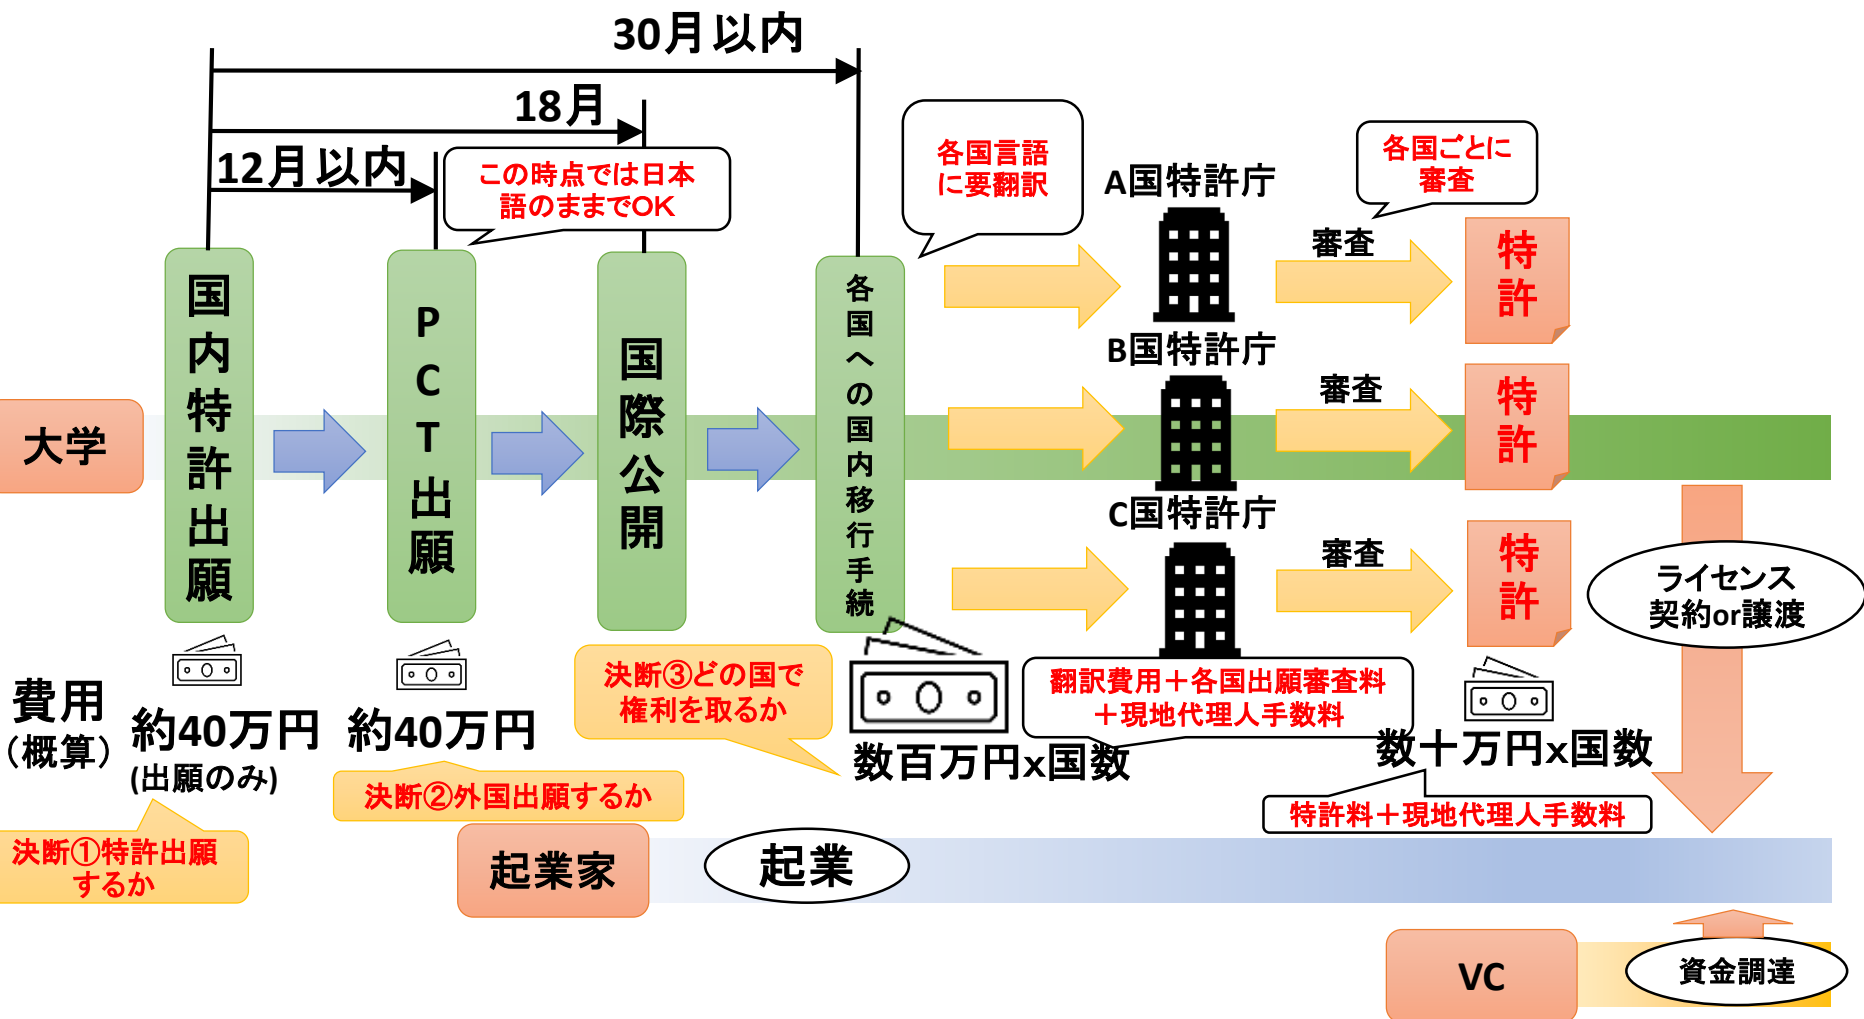 30月以内
18月
12月以内
この時点では日本
語のままでOK
各国言語
に要翻訳
A国特許庁
各国ごとに
審査
審査
特許
B国特許庁
審査
特許
C国特許庁
審査
特許
大学
国内特許出願
PCT出願
国際公開
各国への国内移行手続
ライセンス
契約or譲渡
費用
（概算）
約40万円
(出願のみ)
約40万円
決断③どの国で
権利を取るか
数百万円x国数
翻訳費用＋各国出願審査料
＋現地代理人手数料
数十万円x国数
特許料＋現地代理人手数料
決断①特許出願
するか
決断②外国出願するか
起業家
起業
VC
資金調達